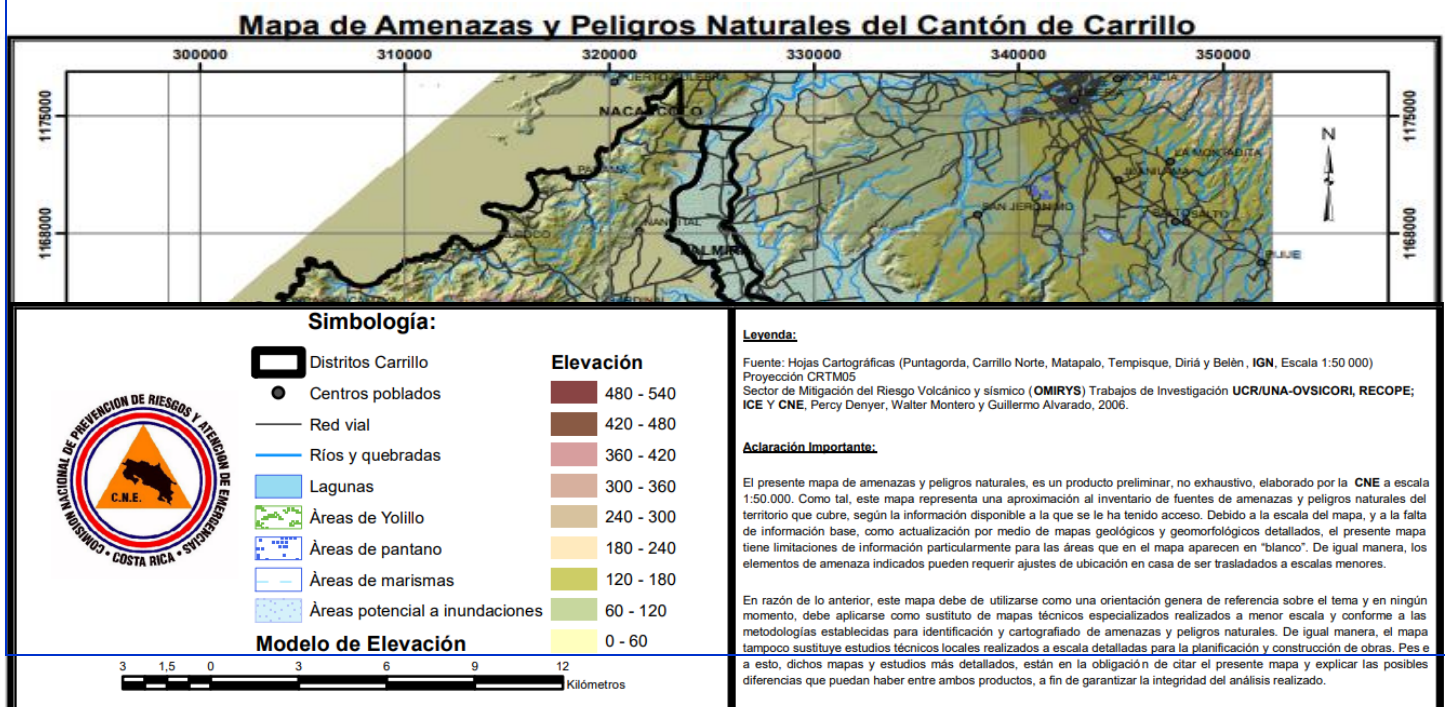 Mapa de Amenazas y Peligros Naturales del Cantón de Carrillo
300000 310000 320000 330000 340000 350000
1175000 1175000
1168000 1168000
NACASCOLO
LIBERIA
N
PANAMA
LA MONTAÑITA
JUANILAMA
SAN JERONIMO
SALTO
PALMIRA
PIJIJE
Simbología:
Distritos Carrillo
Centros poblados
Red vial
Ríos y quebradas
Lagunas
Àreas de Yolillo
Àreas de pantano
Àreas de marismas
Àreas potencial a inundaciones
Modelo de Elevación
3 1,5 0 3 6 9 12
Kilómetros
Elevación
480 - 540
420 - 480
360 - 420
300 - 360
240 - 300
180 - 240
120 - 180
60 - 120
0 - 60
COMISIÓN NACIONAL DE PREVENCION DE RIESGOS Y ATENCION DE EMERGENCIAS
C.N.E.
• COSTA RICA •
Leyenda:
Fuente: Hojas Cartográficas (Puntagorda, Carrillo Norte, Matapalo, Tempisque, Diriá y Belèn , IGN, Escala 1:50 000)
Proyección CRTM05
Sector de Mitigación del Riesgo Volcánico y sísmico ( OMIRYS) Trabajos de Investigación UCR/UNA-OVSICORI, RECOPE;
ICE Y CNE, Percy Denyer, Walter Montero y Guillermo Alvarado, 2006.
Aclaración Importante:
El presente mapa de amenazas y peligros naturales, es un producto preliminar, no exhaustivo, elaborado por la CNE a escala
1:50.000. Como tal, este mapa representa una aproximación al inventario de fuentes de amenazas y peligros naturales del
territorio que cubre, según la información disponible a la que se le ha tenido acceso. Debido a la escala del mapa, y a la falta
de información base, como actualización por medio de mapas geológicos y geomorfológicos detallados, el presente mapa
tiene limitaciones de información particularmente para las áreas que en el mapa aparecen en “blanco”. De igual manera, los
elementos de amenaza indicados pueden requerir ajustes de ubicación en casa de ser trasladados a escalas menores.
En razón de lo anterior, este mapa debe de utilizarse como una orientación genera de referencia sobre el tema y en ningún
momento, debe aplicarse como sustituto de mapas técnicos especializados realizados a menor escala y conforme a las
metodologías establecidas para identificación y cartografiado de amenazas y peligros naturales. De igual manera, el mapa
tampoco sustituye estudios técnicos locales realizados a escala detalladas para la planificación y construcción de obras. Pes e
a esto, dichos mapas y estudios más detallados, están en la obligación de citar el presente mapa y explicar las posibles
diferencias que puedan haber entre ambos productos, a fin de garantizar la integridad del análisis realizado.